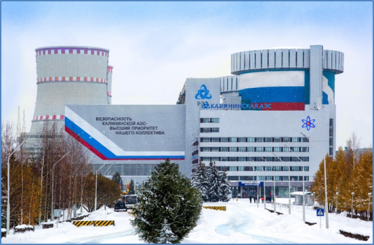 БЕЗОПАСНОСТЬ
КАЛИНИНСКОЙ АЭС-
ВЫСШИЙ ПРИОРИТЕТ
НАШЕГО КОЛЛЕКТИВА.
КАЛИНИНСКАЯ АЭС